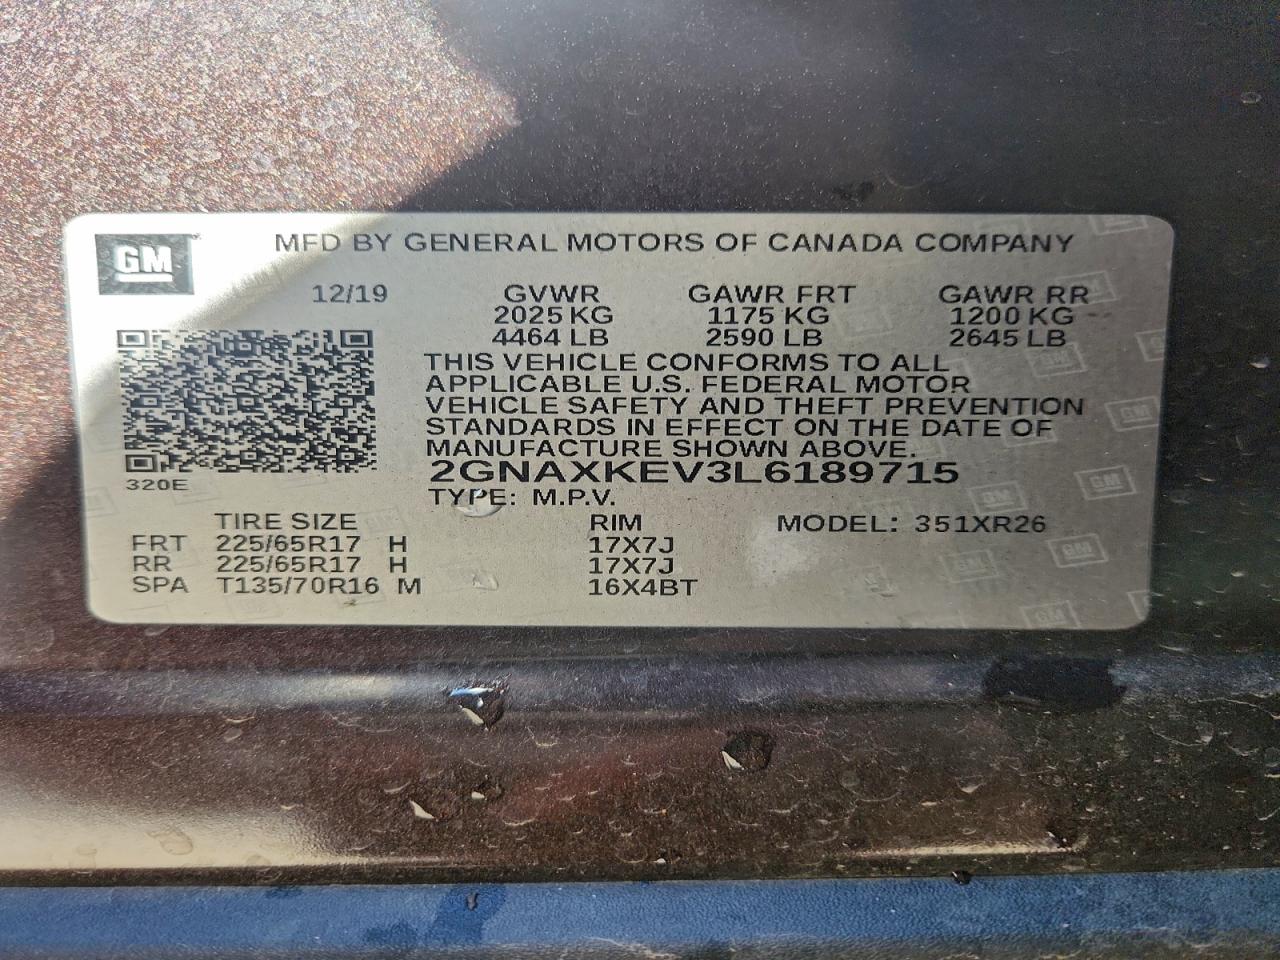 GM
MFD BY GENERAL MOTORS OF CANADA COMPANY
12/19 GVWR GAWR FRT GAWR RR
2025 KG 1175 KG 1200 KG
4464 LB 2590 LB 2645 LB
THIS VEHICLE CONFORMS TO ALL
APPLICABLE U.S. FEDERAL MOTOR
VEHICLE SAFETY AND THEFT PREVENTION
STANDARDS IN EFFECT ON THE DATE OF
MANUFACTURE SHOWN ABOVE.
2GNAXKEV3L6189715
320E
TYPE: M.P.V.
TIRE SIZE RIM MODEL: 351XR26
FRT 225/65R17 H 17X7J
RR 225/65R17 H 17X7J
SPA T135/70R16 M 16X4BT